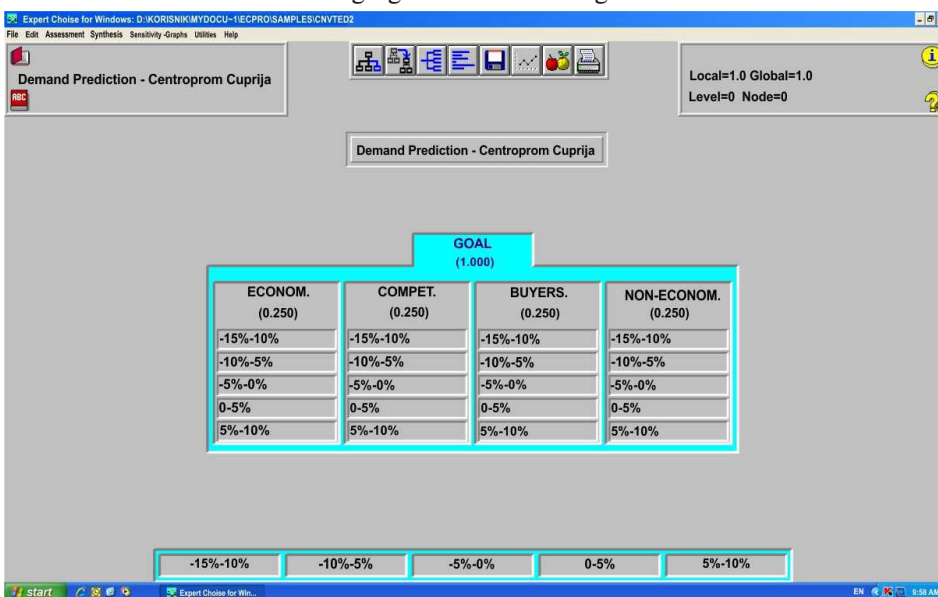 Expert Choise for Windows: D:\KORISNIK\MYDOCU~1\ECPRO\SAMPLES\CNVTED2
File Edit Assessment Synthesis Sensitivity-Graphs Utilities Help
Demand Prediction - Centroprom Cuprija
ABC
Local=1.0 Global=1.0
Level=0 Node=0
Demand Prediction - Centroprom Cuprija
GOAL
(1.000)
ECONOM. COMPET. BUYERS. NON-ECONOM.
(0.250) (0.250) (0.250) (0.250)
-15%-10% -15%-10% -15%-10% -15%-10%
-10%-5% -10%-5% -10%-5% -10%-5%
-5%-0% -5%-0% -5%-0% -5%-0%
0-5% 0-5% 0-5% 0-5%
5%-10% 5%-10% 5%-10% 5%-10%
-15%-10% -10%-5% -5%-0% 0-5% 5%-10%
start Expert Choise for Win... EN 9:58 AM